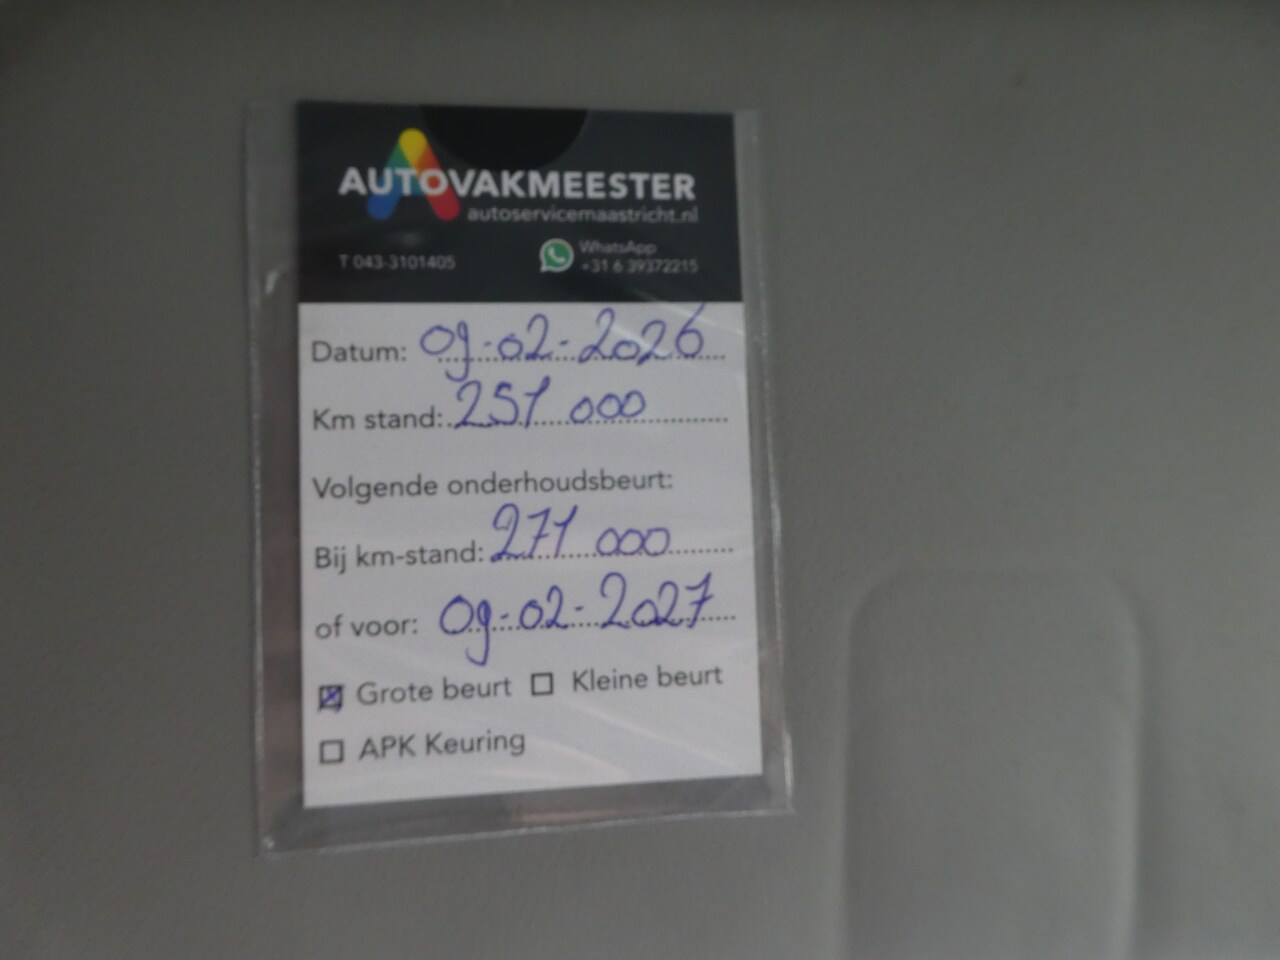 AUTOVAKMEESTER
autoservicemaastricht.nl
T 043-3101405
WhatsApp
+31 6 39372215
Datum: 09-02-2026
Km stand: 251 000
Volgende onderhoudsbeurt:
Bij km-stand: 271 000
of voor: 09-02-2027
Grote beurt Kleine beurt
APK Keuring